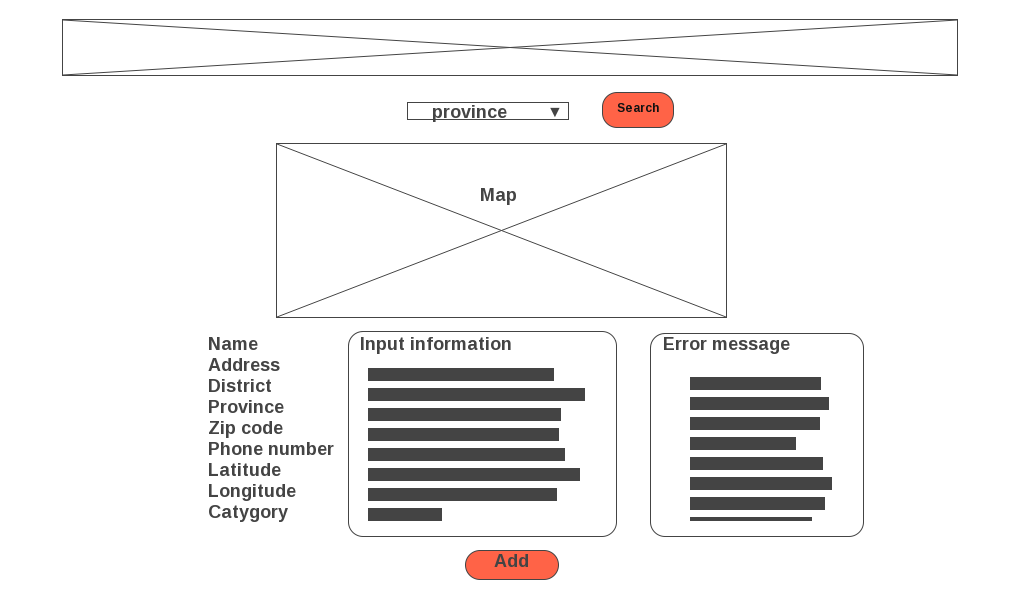 province ▼
Search
Map
Name
Address
District
Province
Zip code
Phone number
Latitude
Longitude
Catygory
Input information
Error message
Add